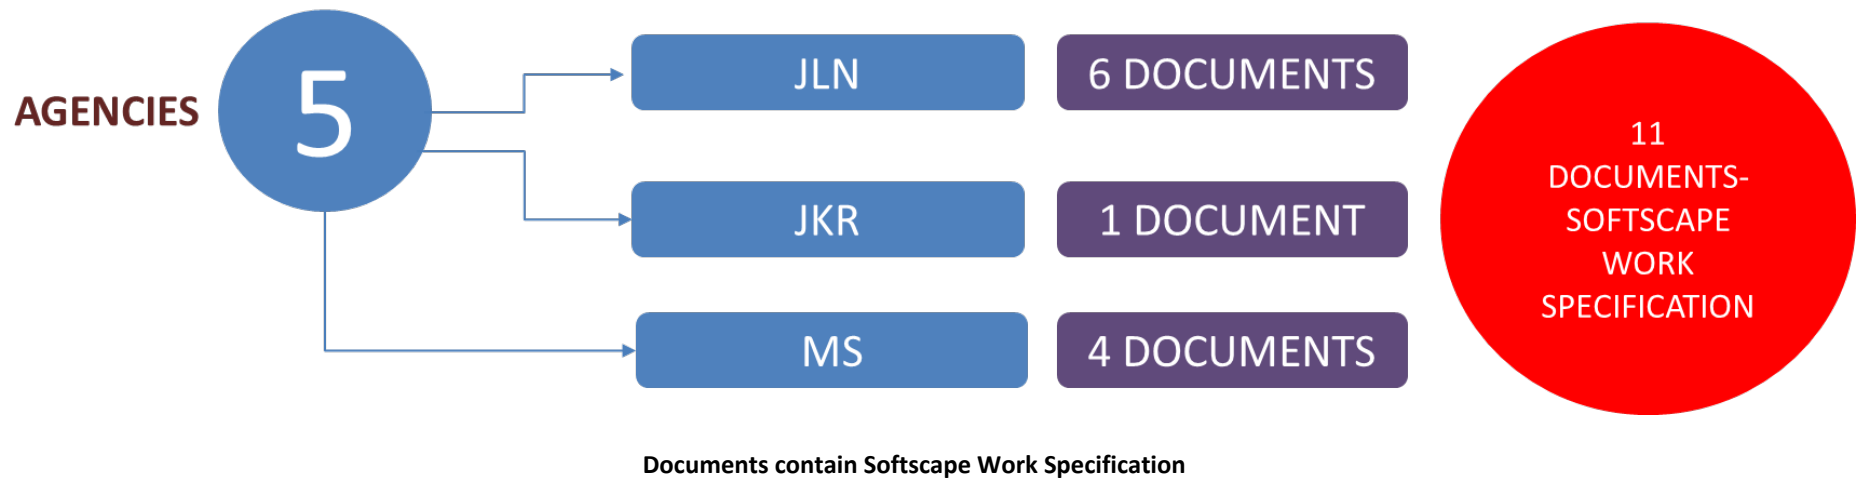 AGENCIES
5
JLN
6 DOCUMENTS
JKR
1 DOCUMENT
MS
4 DOCUMENTS
11
DOCUMENTS-
SOFTSCAPE
WORK
SPECIFICATION
Documents contain Softscape Work Specification